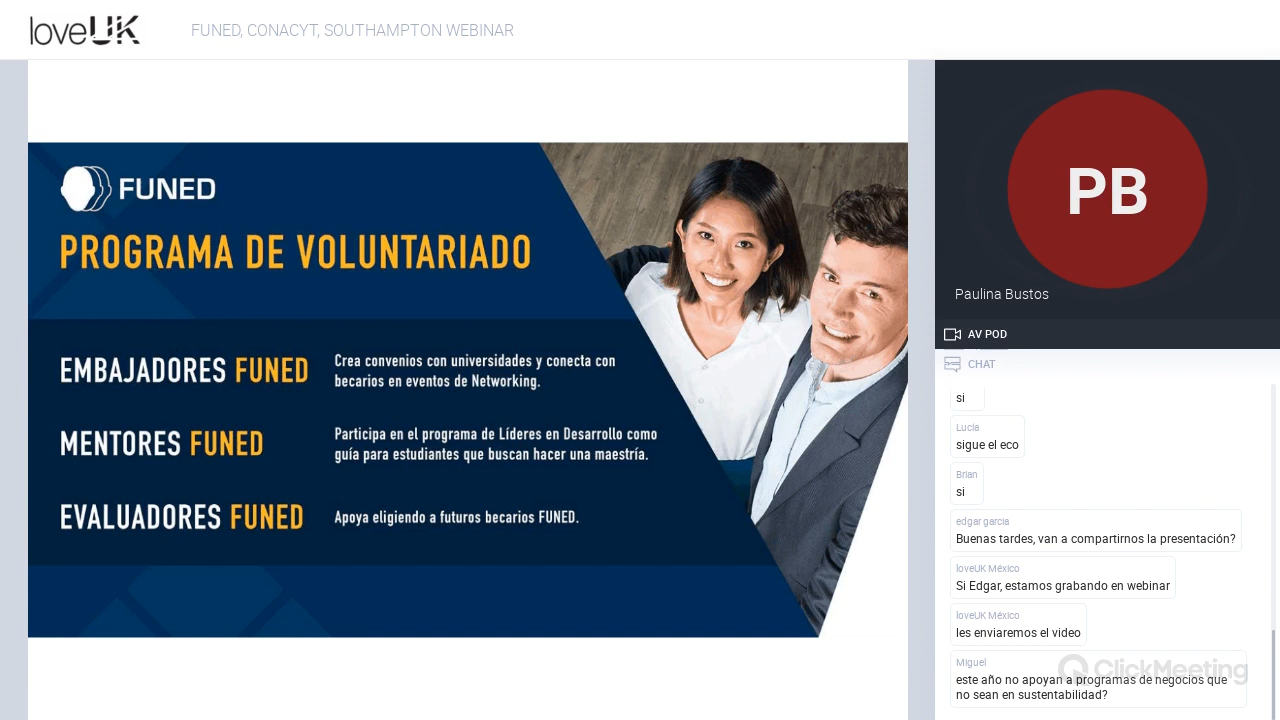 loveUK
FUNED, CONACYT, SOUTHAMPTON WEBINAR
FUNED
PROGRAMA DE VOLUNTARIADO
EMBAJADORES FUNED
Crea convenios con universidades y conecta con
becarios en eventos de Networking.
MENTORES FUNED
Participa en el programa de Líderes en Desarrollo como
guía para estudiantes que buscan hacer una maestría.
EVALUADORES FUNED
Apoya eligiendo a futuros becarios FUNED.
PB
Paulina Bustos
AV POD
CHAT
si
Lucia
sigue el eco
Brian
si
edgar garcia
Buenas tardes, van a compartirnos la presentación?
loveUK México
Si Edgar, estamos grabando en webinar
loveUK México
les enviaremos el video
Miguel
este año no apoyan a programas de negocios que
no sean en sustentabilidad?
ClickMeeting